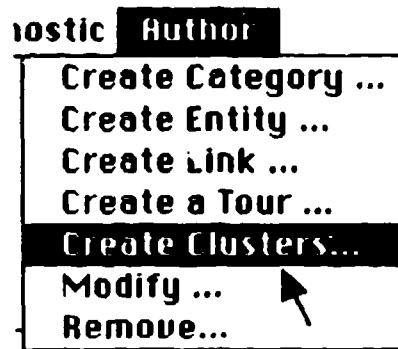 nostic Author
Create Category ...
Create Entity ...
Create Link ...
Create a Tour ...
Create Clusters...
Modify ...
Remove...